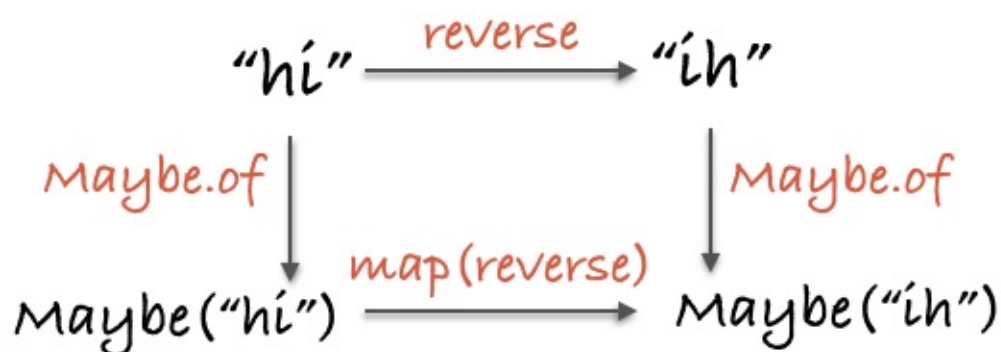 reverse
“hi” “ih”
Maybe.of Maybe.of
map(reverse)
Maybe(“hi”) Maybe(“ih”)